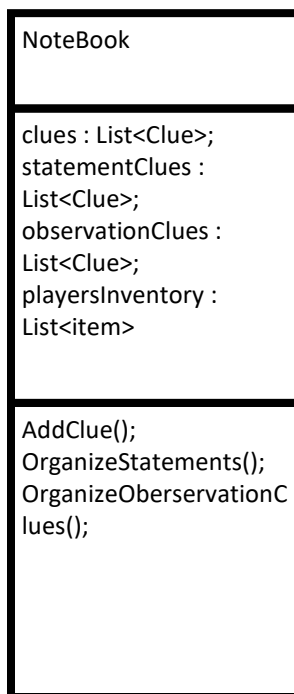 NoteBook
clues : List<Clue>;
statementClues :
List<Clue>;
observationClues :
List<Clue>;
playersInventory :
List<item>
AddClue();
OrganizeStatements();
OrganizeOberservationC
lues();